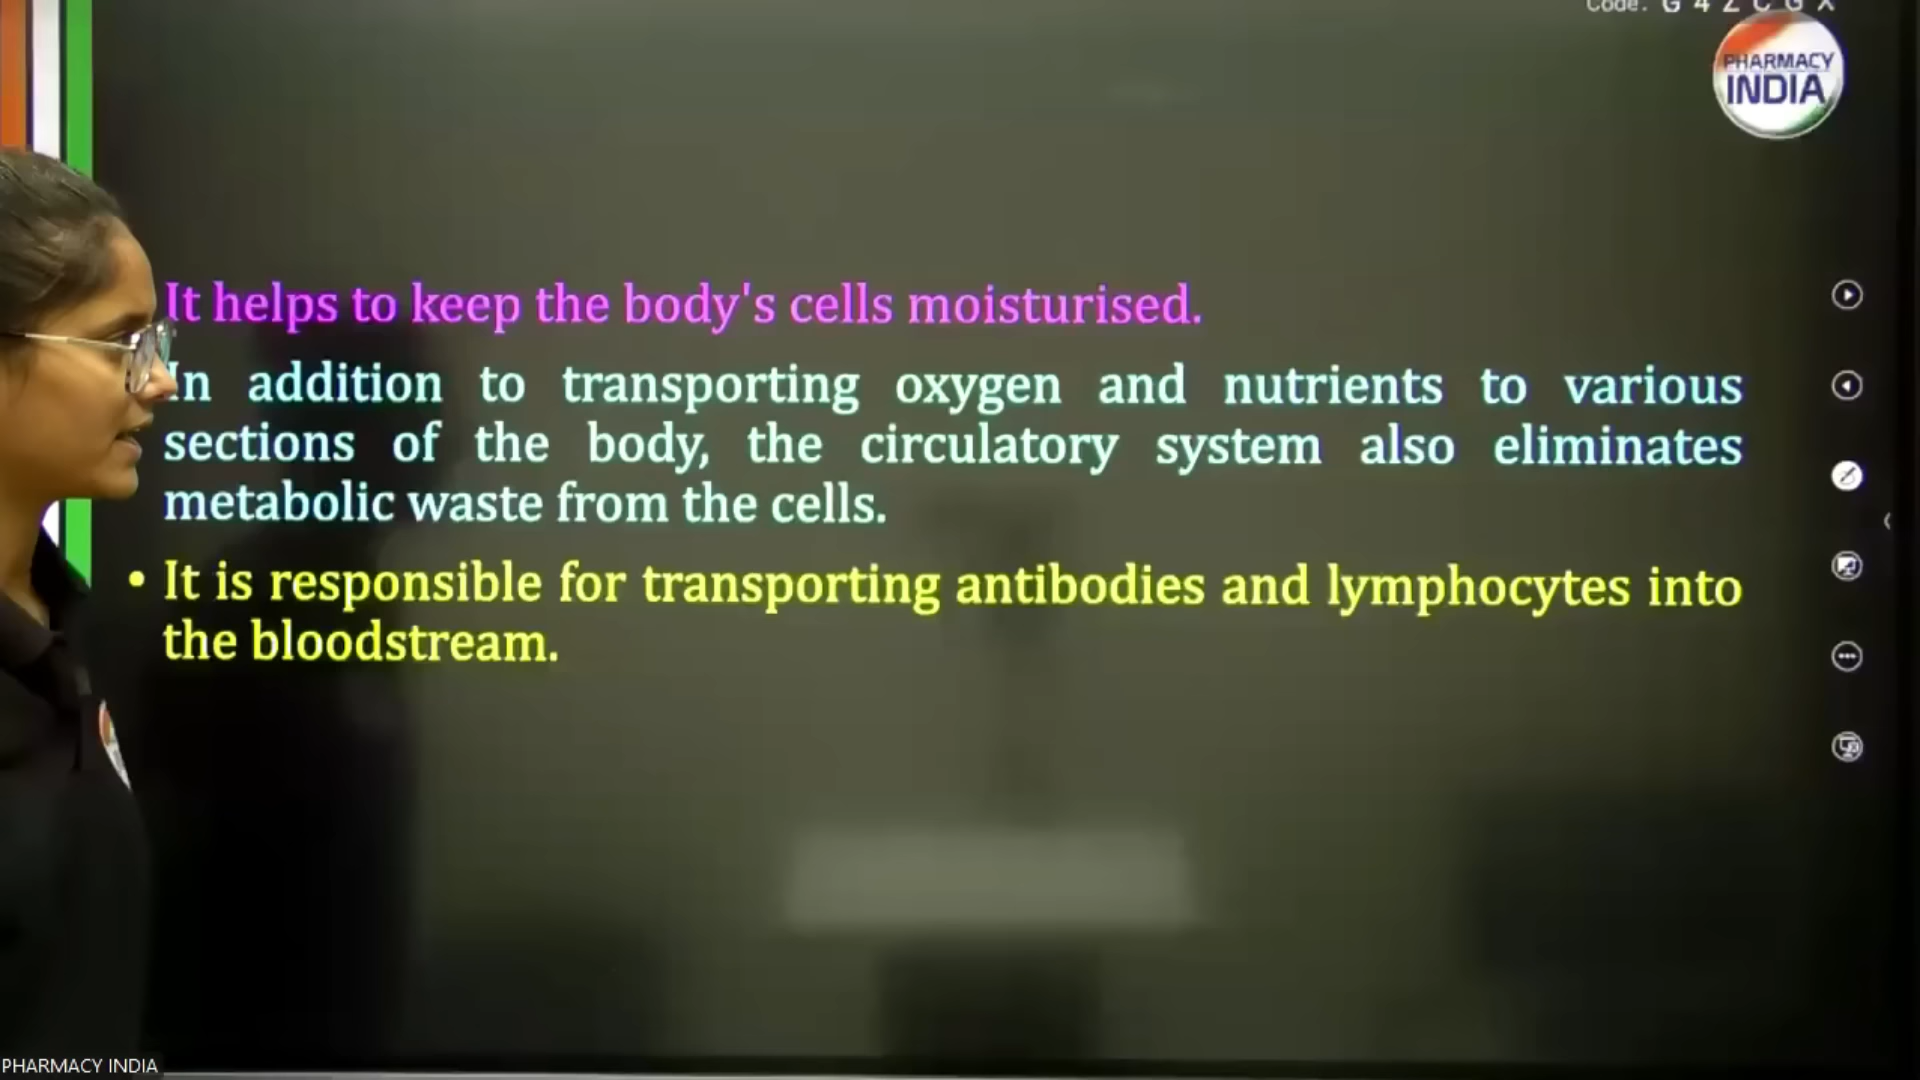 Code: G 4 Z C G X
PHARMACY
INDIA
It helps to keep the body's cells moisturised.
In addition to transporting oxygen and nutrients to various
sections of the body, the circulatory system also eliminates
metabolic waste from the cells.
• It is responsible for transporting antibodies and lymphocytes into
the bloodstream.
PHARMACY INDIA